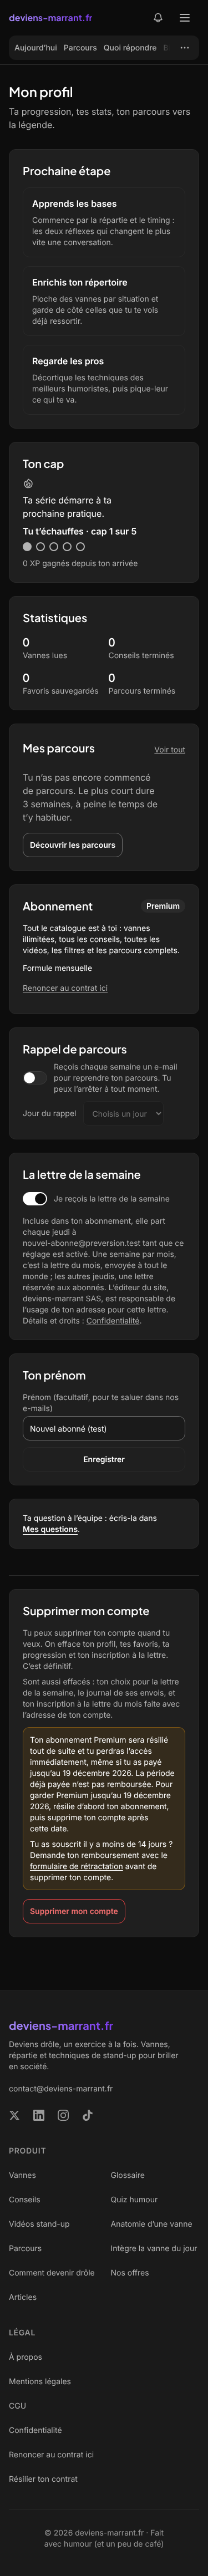 deviens-marrant.fr
Aujourd'hui Parcours Quoi répondre
Mon profil
Ta progression, tes stats, ton parcours vers
la légende.
Prochaine étape
Apprends les bases
Commence par la répartie et le timing :
les deux réflexes qui changent le plus
vite une conversation.
Enrichis ton répertoire
Pioche des vannes par situation et
garde de côté celles que tu te vois
déjà ressortir.
Regarde les pros
Décortique les techniques des
meilleurs humoristes, puis pique-leur
ce qui te va.
Ton cap
Ta série démarre à ta
prochaine pratique.
Tu t'échauffes · cap 1 sur 5
0 XP gagnés depuis ton arrivée
Statistiques
0 0
Vannes lues Conseils terminés
0 0
Favoris sauvegardés Parcours terminés
Mes parcours Voir tout
Tu n'as pas encore commencé
de parcours. Le plus court dure
3 semaines, à peine le temps de
t'y habituer.
Découvrir les parcours
Abonnement Premium
Tout le catalogue est à toi : vannes
illimitées, tous les conseils, toutes les
vidéos, les filtres et les parcours complets.
Formule mensuelle
Renoncer au contrat ici
Rappel de parcours
Reçois chaque semaine un e-mail
pour reprendre ton parcours. Tu
peux l'arrêter à tout moment.
Jour du rappel Choisis un jour
La lettre de la semaine
Je reçois la lettre de la semaine
Incluse dans ton abonnement, elle part
chaque jeudi à
nouvel-abonne@preversion.test tant que ce
réglage est activé. Une semaine par mois,
c'est la lettre du mois, envoyée à tout le
monde ; les autres jeudis, une lettre
réservée aux abonnés. L'éditeur du site,
deviens-marrant SAS, est responsable de
l'usage de ton adresse pour cette lettre.
Détails et droits : Confidentialité.
Ton prénom
Prénom (facultatif, pour te saluer dans nos
e-mails)
Nouvel abonné (test)
Enregistrer
Ta question à l'équipe : écris-la dans
Mes questions.
Supprimer mon compte
Tu peux supprimer ton compte quand tu
veux. On efface ton profil, tes favoris, ta
progression et ton inscription à la lettre.
C'est définitif.
Sont aussi effacés : ton choix pour la lettre
de la semaine, le journal de ses envois, et
ton inscription à la lettre du mois faite avec
l'adresse de ton compte.
Ton abonnement Premium sera résilié
tout de suite et tu perdras l'accès
immédiatement, même si tu as payé
jusqu'au 19 décembre 2026. La période
déjà payée n'est pas remboursée. Pour
garder Premium jusqu'au 19 décembre
2026, résilie d'abord ton abonnement,
puis supprime ton compte après
cette date.
Tu as souscrit il y a moins de 14 jours ?
Demande ton remboursement avec le
formulaire de rétractation avant de
supprimer ton compte.
Supprimer mon compte
deviens-marrant.fr
Deviens drôle, un exercice à la fois. Vannes,
répartie et techniques de stand-up pour briller
en société.
contact@deviens-marrant.fr
PRODUIT
Vannes Glossaire
Conseils Quiz humour
Vidéos stand-up Anatomie d'une vanne
Parcours Intègre la vanne du jour
Comment devenir drôle Nos offres
Articles
LÉGAL
À propos
Mentions légales
CGU
Confidentialité
Renoncer au contrat ici
Résilier ton contrat
© 2026 deviens-marrant.fr · Fait
avec humour (et un peu de café)